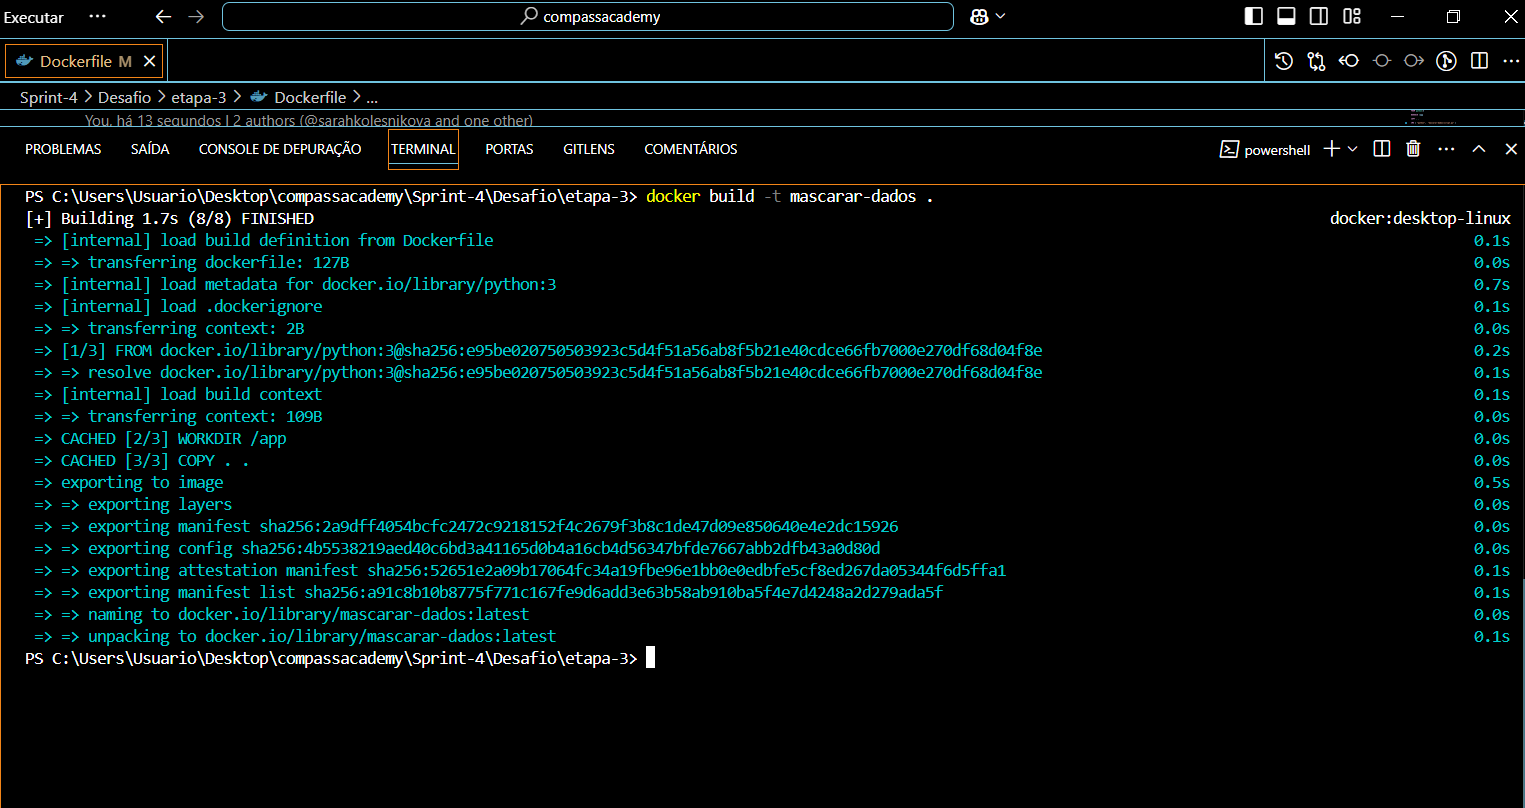 Executar ··· compassacademy
Dockerfile M
Sprint-4 > Desafio > etapa-3 > Dockerfile > ...
You, há 13 segundos | 2 authors (@sarahkolesnikova and one other)
PROBLEMAS SAÍDA CONSOLE DE DEPURAÇÃO TERMINAL PORTAS GITLENS COMENTÁRIOS powershell
PS C:\Users\Usuario\Desktop\compassacademy\Sprint-4\Desafio\etapa-3> docker build -t mascarar-dados .
[+] Building 1.7s (8/8) FINISHED docker:desktop-linux
=> [internal] load build definition from Dockerfile 0.1s
=> => transferring dockerfile: 127B 0.0s
=> [internal] load metadata for docker.io/library/python:3 0.7s
=> [internal] load .dockerignore 0.1s
=> => transferring context: 2B 0.0s
=> [1/3] FROM docker.io/library/python:3@sha256:e95be020750503923c5d4f51a56ab8f5b21e40cdce66fb7000e270df68d04f8e 0.2s
=> => resolve docker.io/library/python:3@sha256:e95be020750503923c5d4f51a56ab8f5b21e40cdce66fb7000e270df68d04f8e 0.1s
=> [internal] load build context 0.1s
=> => transferring context: 109B 0.0s
=> CACHED [2/3] WORKDIR /app 0.0s
=> CACHED [3/3] COPY . . 0.0s
=> exporting to image 0.5s
=> => exporting layers 0.0s
=> => exporting manifest sha256:2a9dff4054bcfc2472c9218152f4c2679f3b8c1de47d09e850640e4e2dc15926 0.0s
=> => exporting config sha256:4b5538219aed40c6bd3a41165d0b4a16cb4d56347bfde7667abb2dfb43a0d80d 0.0s
=> => exporting attestation manifest sha256:52651e2a09b17064fc34a19fbe96e1bb0e0edbfe5cf8ed267da05344f6d5ffa1 0.1s
=> => exporting manifest list sha256:a91c8b10b8775f771c167fe9d6add3e63b58ab910ba5f4e7d4248a2d279ada5f 0.1s
=> => naming to docker.io/library/mascarar-dados:latest 0.0s
=> => unpacking to docker.io/library/mascarar-dados:latest 0.1s
PS C:\Users\Usuario\Desktop\compassacademy\Sprint-4\Desafio\etapa-3>